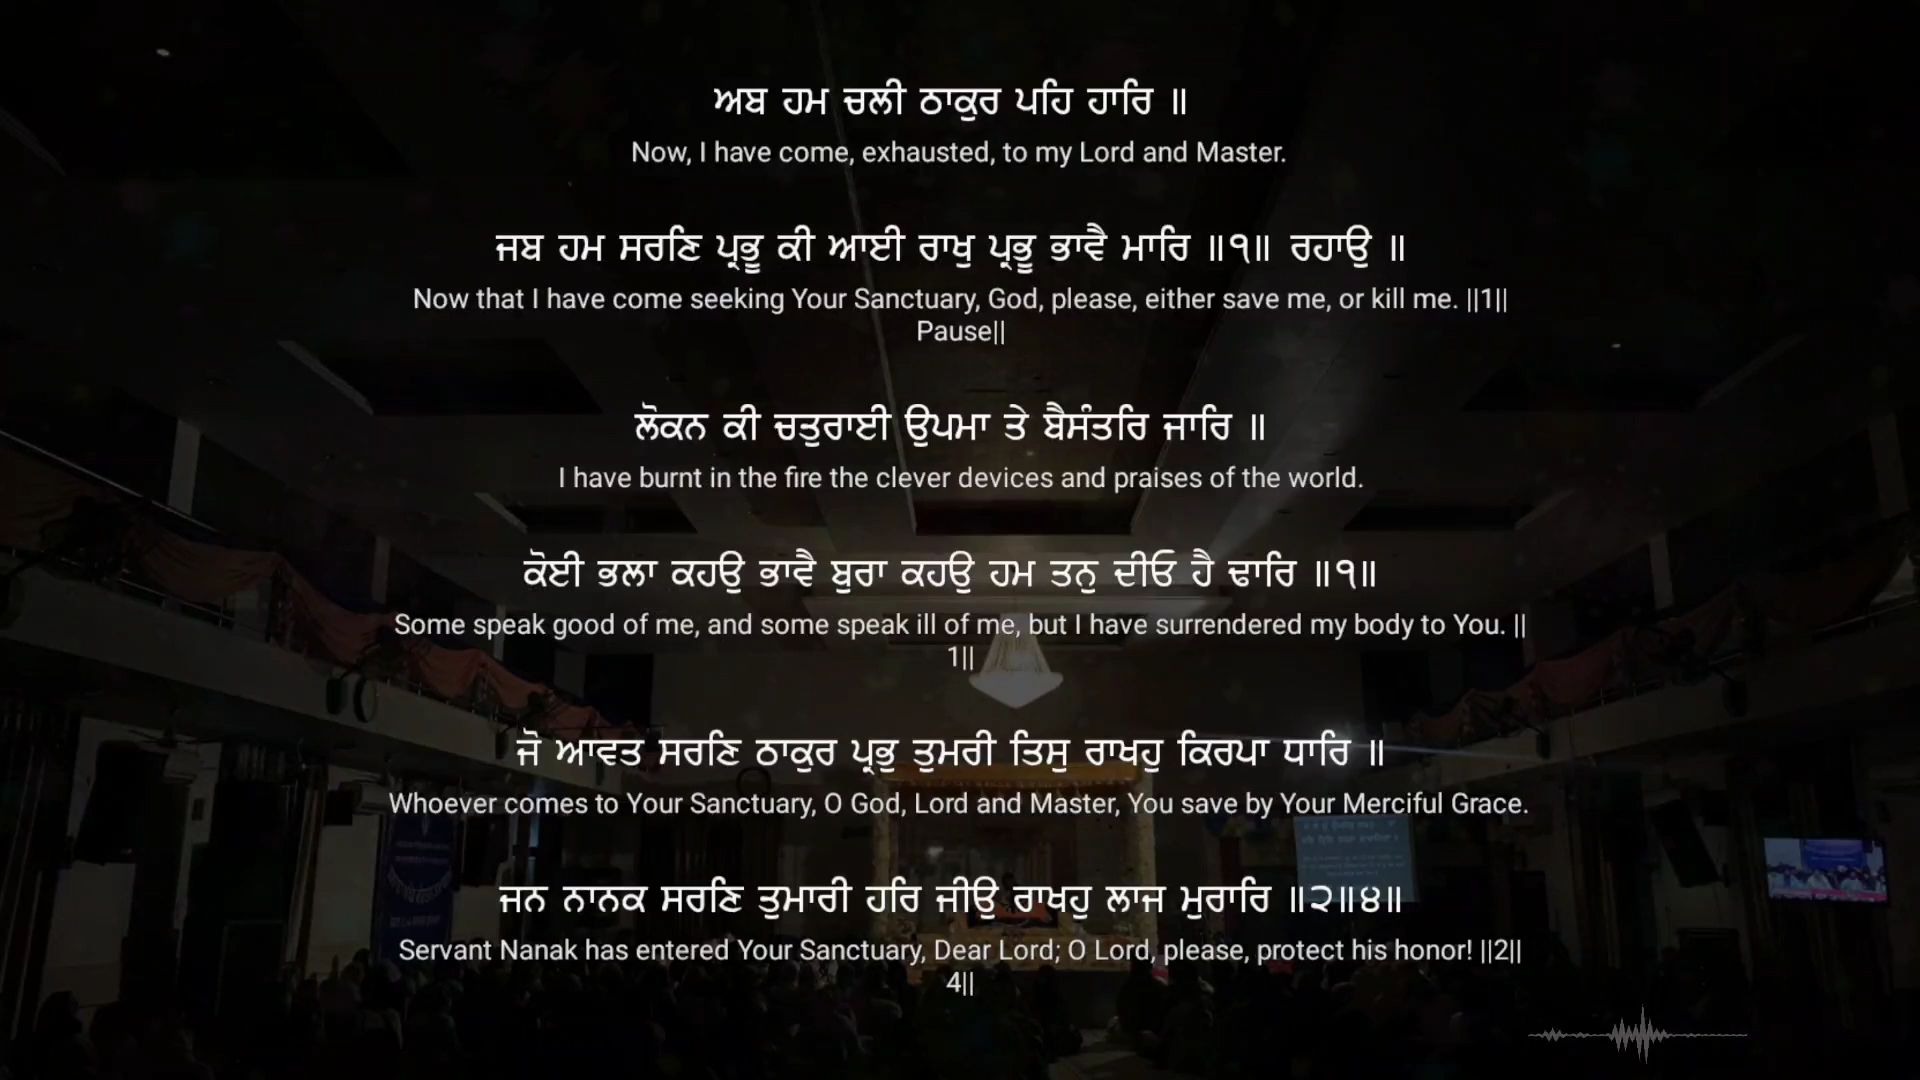 ਅਬ ਹਮ ਚਲੀ ਠਾਕੁਰ ਪਹਿ ਹਾਰਿ ॥
Now, I have come, exhausted, to my Lord and Master.
ਜਬ ਹਮ ਸਰਣਿ ਪ੍ਰਭੂ ਕੀ ਆਈ ਰਾਖੁ ਪ੍ਰਭੂ ਭਾਵੈ ਮਾਰਿ ॥੧॥ ਰਹਾਉ ॥
Now that I have come seeking Your Sanctuary, God, please, either save me, or kill me. ||1||
Pause||
ਲੋਕਨ ਕੀ ਚਤੁਰਾਈ ਉਪਮਾ ਤੇ ਬੈਸੰਤਰਿ ਜਾਰਿ ॥
I have burnt in the fire the clever devices and praises of the world.
ਕੋਈ ਭਲਾ ਕਹਉ ਭਾਵੈ ਬੁਰਾ ਕਹਉ ਹਮ ਤਨੁ ਦੀਓ ਹੈ ਢਾਰਿ ॥੧॥
Some speak good of me, and some speak ill of me, but I have surrendered my body to You. ||
1||
ਜੋ ਆਵਤ ਸਰਣਿ ਠਾਕੁਰ ਪ੍ਰਭੁ ਤੁਮਰੀ ਤਿਸੁ ਰਾਖਹੁ ਕਿਰਪਾ ਧਾਰਿ ॥
Whoever comes to Your Sanctuary, O God, Lord and Master, You save by Your Merciful Grace.
ਜਨ ਨਾਨਕ ਸਰਣਿ ਤੁਮਾਰੀ ਹਰਿ ਜੀਉ ਰਾਖਹੁ ਲਾਜ ਮੁਰਾਰਿ ॥੨॥੪॥
Servant Nanak has entered Your Sanctuary, Dear Lord; O Lord, please, protect his honor! ||2||
4||